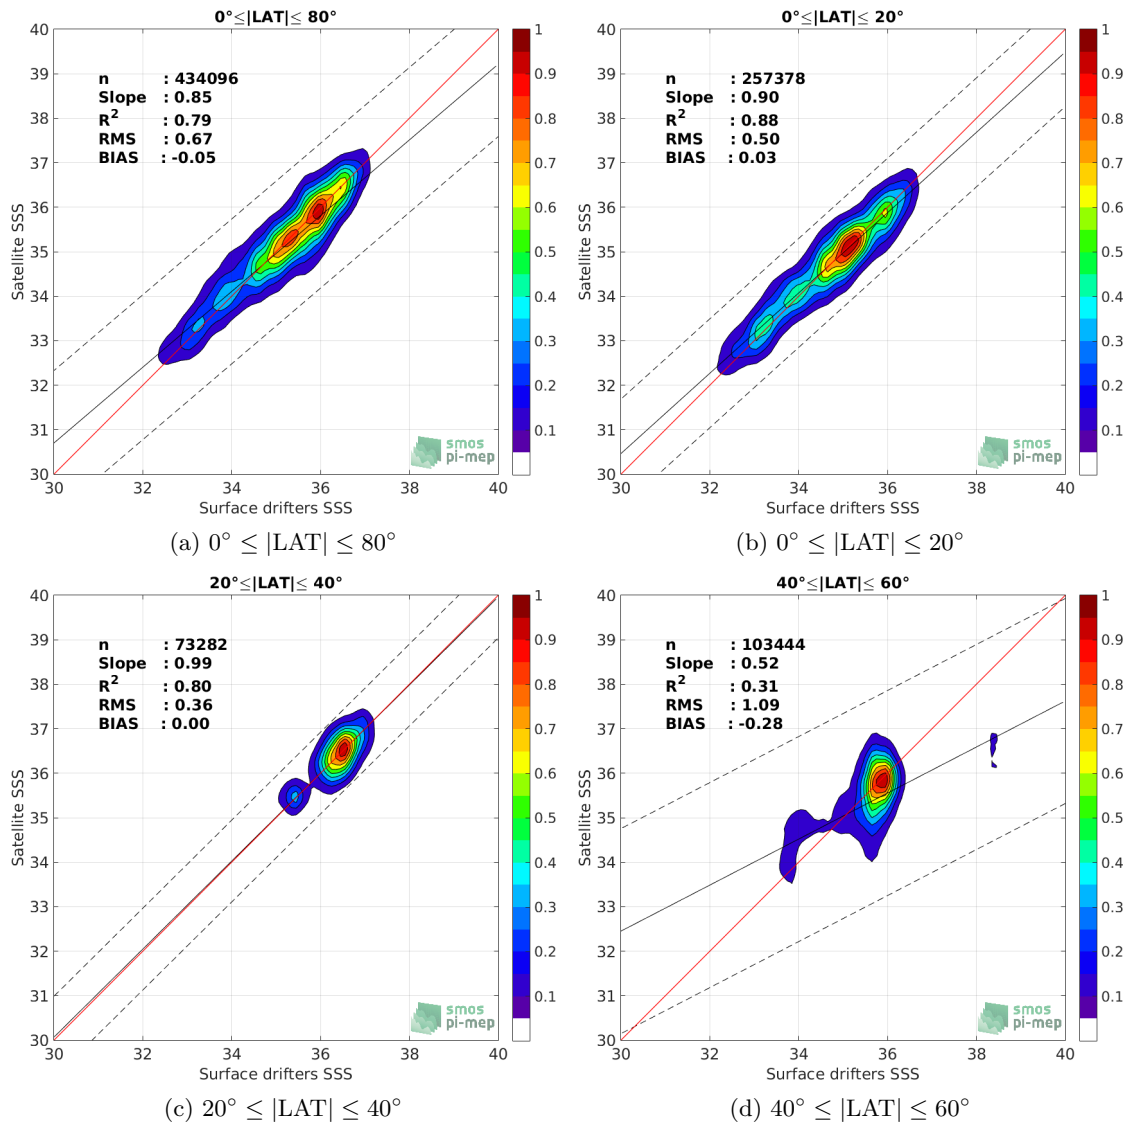 0°≤|LAT|≤ 80°
40
39
38
37
36
35
34
33
32
31
30
Satellite SSS
n : 434096
Slope : 0.85
R2 : 0.79
RMS : 0.67
BIAS : -0.05
smos
pi-mep
30 32 34 36 38 40
Surface drifters SSS
1
0.9
0.8
0.7
0.6
0.5
0.4
0.3
0.2
0.1
(a) 0° ≤ |LAT| ≤ 80°
0°≤|LAT|≤ 20°
40
39
38
37
36
35
34
33
32
31
30
Satellite SSS
n : 257378
Slope : 0.90
R2 : 0.88
RMS : 0.50
BIAS : 0.03
smos
pi-mep
30 32 34 36 38 40
Surface drifters SSS
1
0.9
0.8
0.7
0.6
0.5
0.4
0.3
0.2
0.1
(b) 0° ≤ |LAT| ≤ 20°
20°≤|LAT|≤ 40°
40
39
38
37
36
35
34
33
32
31
30
Satellite SSS
n : 73282
Slope : 0.99
R2 : 0.80
RMS : 0.36
BIAS : 0.00
smos
pi-mep
30 32 34 36 38 40
Surface drifters SSS
1
0.9
0.8
0.7
0.6
0.5
0.4
0.3
0.2
0.1
(c) 20° ≤ |LAT| ≤ 40°
40°≤|LAT|≤ 60°
40
39
38
37
36
35
34
33
32
31
30
Satellite SSS
n : 103444
Slope : 0.52
R2 : 0.31
RMS : 1.09
BIAS : -0.28
smos
pi-mep
30 32 34 36 38 40
Surface drifters SSS
1
0.9
0.8
0.7
0.6
0.5
0.4
0.3
0.2
0.1
(d) 40° ≤ |LAT| ≤ 60°